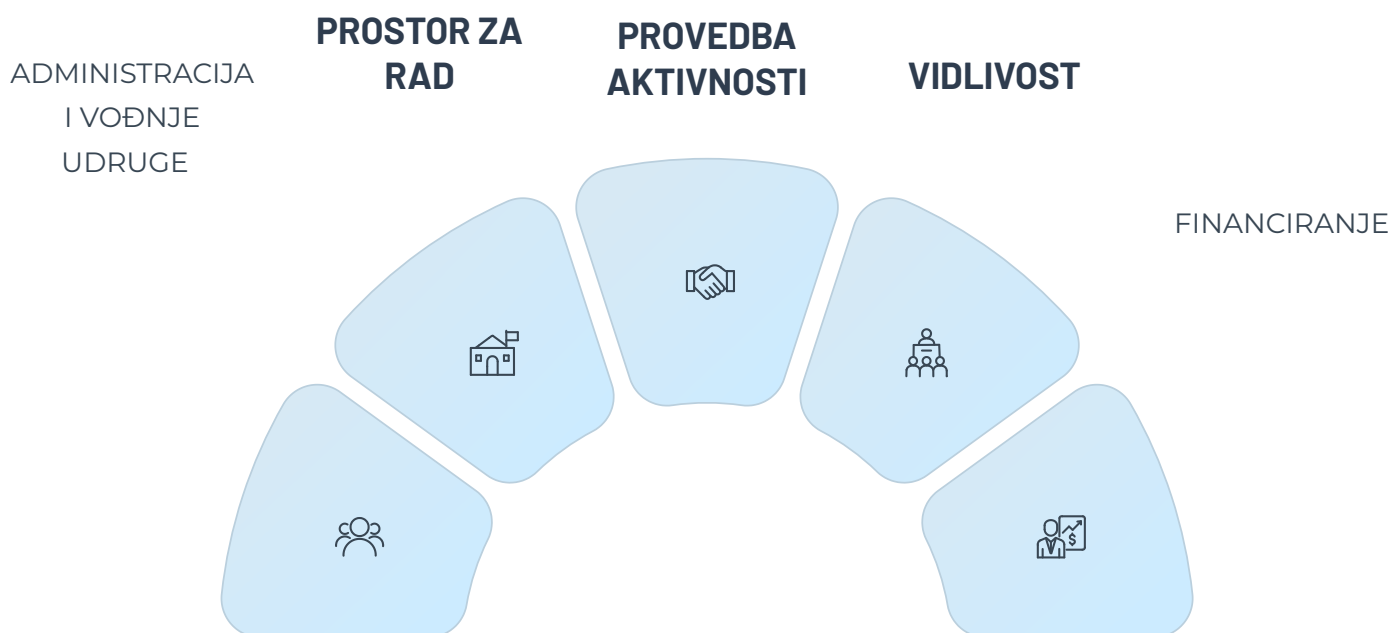 ADMINISTRACIJA
I VOĐNJE
UDRUGE
PROSTOR ZA
RAD
PROVEDBA
AKTIVNOSTI
VIDLIVOST
FINANCIRANJE
$